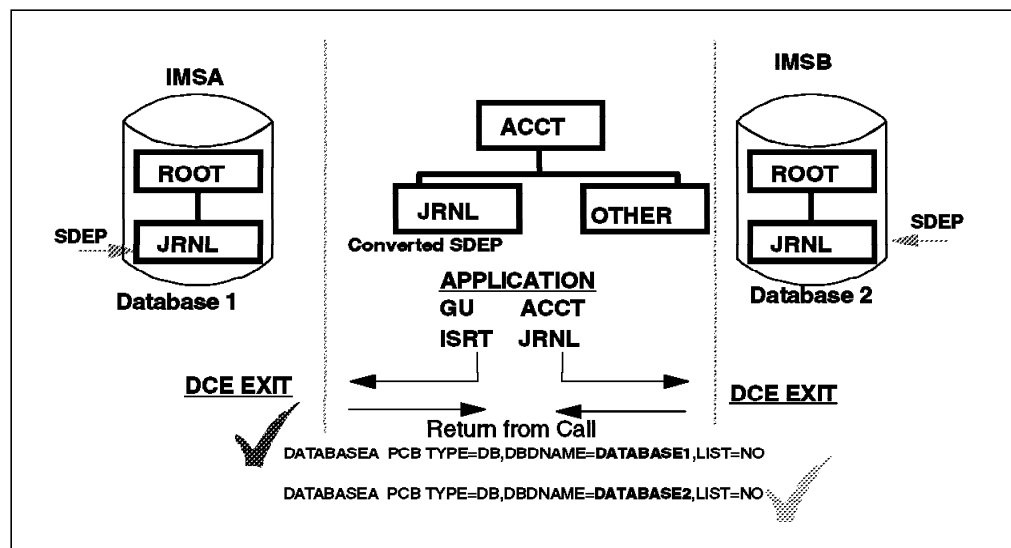 IMSA
IMSB
ACCT
ROOT
ROOT
JRNL
OTHER
SDEP
JRNL
Converted SDEP
JRNL
SDEP
Database 1
APPLICATION
Database 2
GU ACCT
ISRT JRNL
DCE EXIT
DCE EXIT
Return from Call
DATABASEA PCB TYPE=DB,DBDNAME=DATABASE1,LIST=NO
DATABASEA PCB TYPE=DB,DBDNAME=DATABASE2,LIST=NO